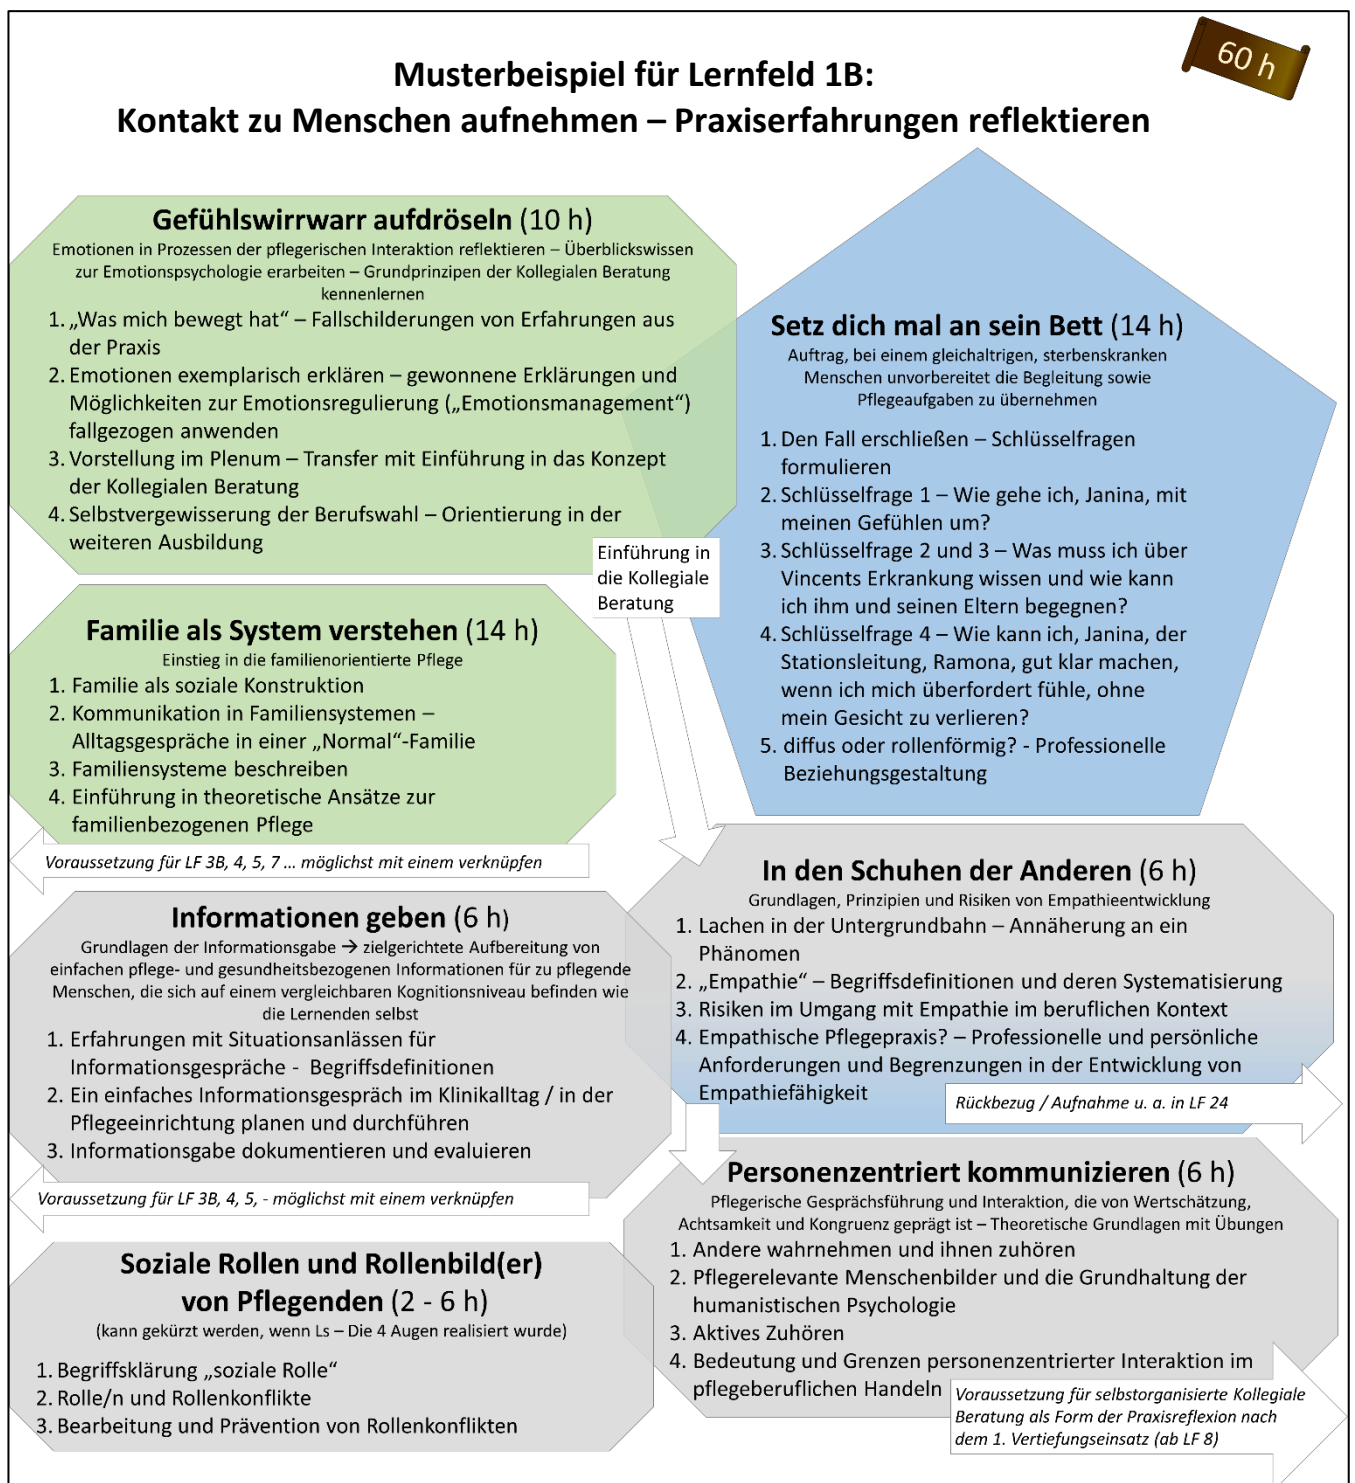 60 h
Musterbeispiel für Lernfeld 1B:
Kontakt zu Menschen aufnehmen – Praxiserfahrungen reflektieren
Gefühlswirrwarr aufdröseln (10 h)
Emotionen in Prozessen der pflegerischen Interaktion reflektieren – Überblickswissen
zur Emotionspsychologie erarbeiten – Grundprinzipen der Kollegialen Beratung
kennenlernen
1. „Was mich bewegt hat“ – Fallschilderungen von Erfahrungen aus
der Praxis
2. Emotionen exemplarisch erklären – gewonnene Erklärungen und
Möglichkeiten zur Emotionsregulierung („Emotionsmanagement“)
fallgezogen anwenden
3. Vorstellung im Plenum – Transfer mit Einführung in das Konzept
der Kollegialen Beratung
4. Selbstvergewisserung der Berufswahl – Orientierung in der
weiteren Ausbildung
Setz dich mal an sein Bett (14 h)
Auftrag, bei einem gleichaltrigen, sterbenskranken
Menschen unvorbereitet die Begleitung sowie
Pflegeaufgaben zu übernehmen
1. Den Fall erschließen – Schlüsselfragen
formulieren
2. Schlüsselfrage 1 – Wie gehe ich, Janina, mit
meinen Gefühlen um?
3. Schlüsselfrage 2 und 3 – Was muss ich über
Vincents Erkrankung wissen und wie kann
ich ihm und seinen Eltern begegnen?
4. Schlüsselfrage 4 – Wie kann ich, Janina, der
Stationsleitung, Ramona, gut klar machen,
wenn ich mich überfordert fühle, ohne
mein Gesicht zu verlieren?
5. diffus oder rollenförmig? - Professionelle
Beziehungsgestaltung
Einführung in
die Kollegiale
Beratung
Familie als System verstehen (14 h)
Einstieg in die familienorientierte Pflege
1. Familie als soziale Konstruktion
2. Kommunikation in Familiensystemen –
Alltagsgespräche in einer „Normal“-Familie
3. Familiensysteme beschreiben
4. Einführung in theoretische Ansätze zur
familienbezogenen Pflege
Voraussetzung für LF 3B, 4, 5, 7 ... möglichst mit einem verknüpfen
In den Schuhen der Anderen (6 h)
Grundlagen, Prinzipien und Risiken von Empathieentwicklung
1. Lachen in der Untergrundbahn – Annäherung an ein
Phänomen
2. „Empathie“ – Begriffsdefinitionen und deren Systematisierung
3. Risiken im Umgang mit Empathie im beruflichen Kontext
4. Empathische Pflegepraxis? – Professionelle und persönliche
Anforderungen und Begrenzungen in der Entwicklung von
Empathiefähigkeit
Rückbezug / Aufnahme u. a. in LF 24
Informationen geben (6 h)
Grundlagen der Informationsgabe → zielgerichtete Aufbereitung von
einfachen pflege- und gesundheitsbezogenen Informationen für zu pflegende
Menschen, die sich auf einem vergleichbaren Kognitionsniveau befinden wie
die Lernenden selbst
1. Erfahrungen mit Situationsanlässen für
Informationsgespräche - Begriffsdefinitionen
2. Ein einfaches Informationsgespräch im Klinikalltag / in der
Pflegeeinrichtung planen und durchführen
3. Informationsgabe dokumentieren und evaluieren
Voraussetzung für LF 3B, 4, 5, - möglichst mit einem verknüpfen
Personenzentriert kommunizieren (6 h)
Pflegerische Gesprächsführung und Interaktion, die von Wertschätzung,
Achtsamkeit und Kongruenz geprägt ist – Theoretische Grundlagen mit Übungen
1. Andere wahrnehmen und ihnen zuhören
2. Pflegerelevante Menschenbilder und die Grundhaltung der
humanistischen Psychologie
3. Aktives Zuhören
4. Bedeutung und Grenzen personenzentrierter Interaktion im
pflegeberuflichen Handeln
Voraussetzung für selbstorganisierte Kollegiale
Beratung als Form der Praxisreflexion nach
dem 1. Vertiefungseinsatz (ab LF 8)
Soziale Rollen und Rollenbild(er)
von Pflegenden (2 - 6 h)
(kann gekürzt werden, wenn Ls – Die 4 Augen realisiert wurde)
1. Begriffsklärung „soziale Rolle“
2. Rolle/n und Rollenkonflikte
3. Bearbeitung und Prävention von Rollenkonflikten